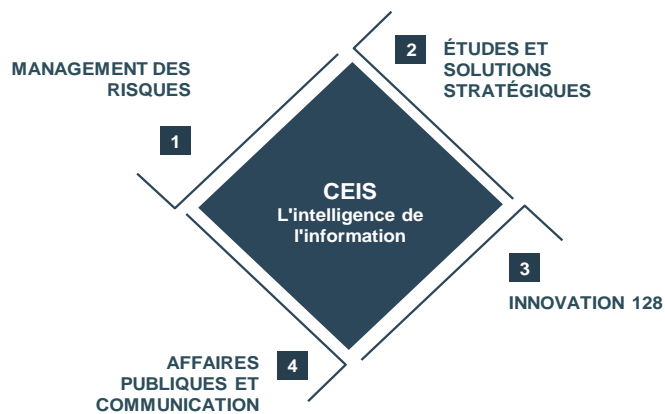 MANAGEMENT DES
RISQUES
1
2
ÉTUDES ET
SOLUTIONS
STRATÉGIQUES
CEIS
L'intelligence de
l'information
3
INNOVATION 128
4
AFFAIRES
PUBLIQUES ET
COMMUNICATION